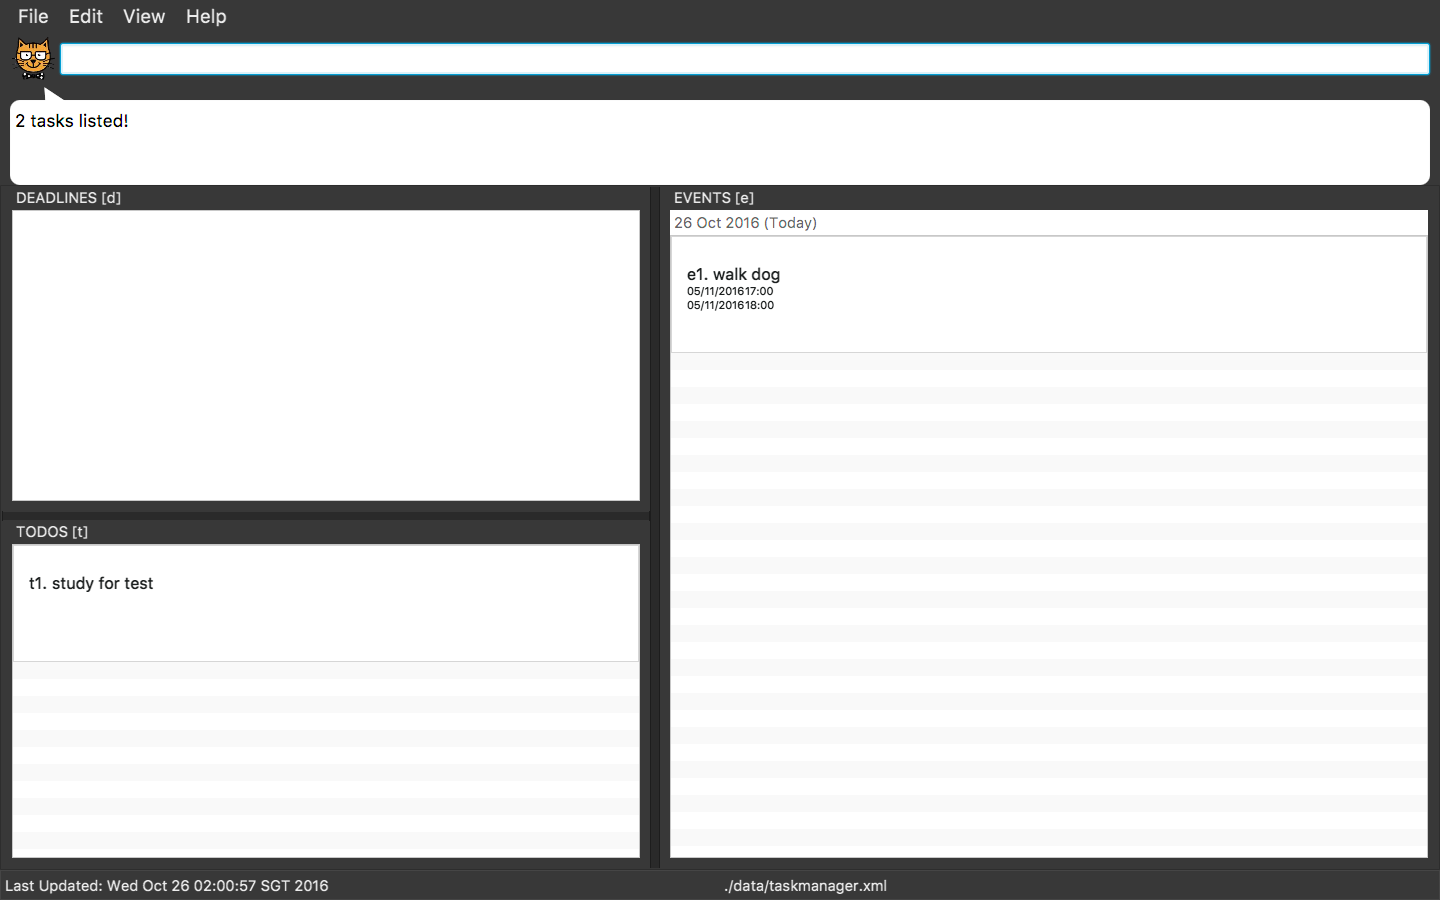 File Edit View Help
2 tasks listed!
DEADLINES [d]
EVENTS [e]
26 Oct 2016 (Today)
e1. walk dog
05/11/201617:00
05/11/201618:00
TODOS [t]
t1. study for test
Last Updated: Wed Oct 26 02:00:57 SGT 2016
./data/taskmanager.xml